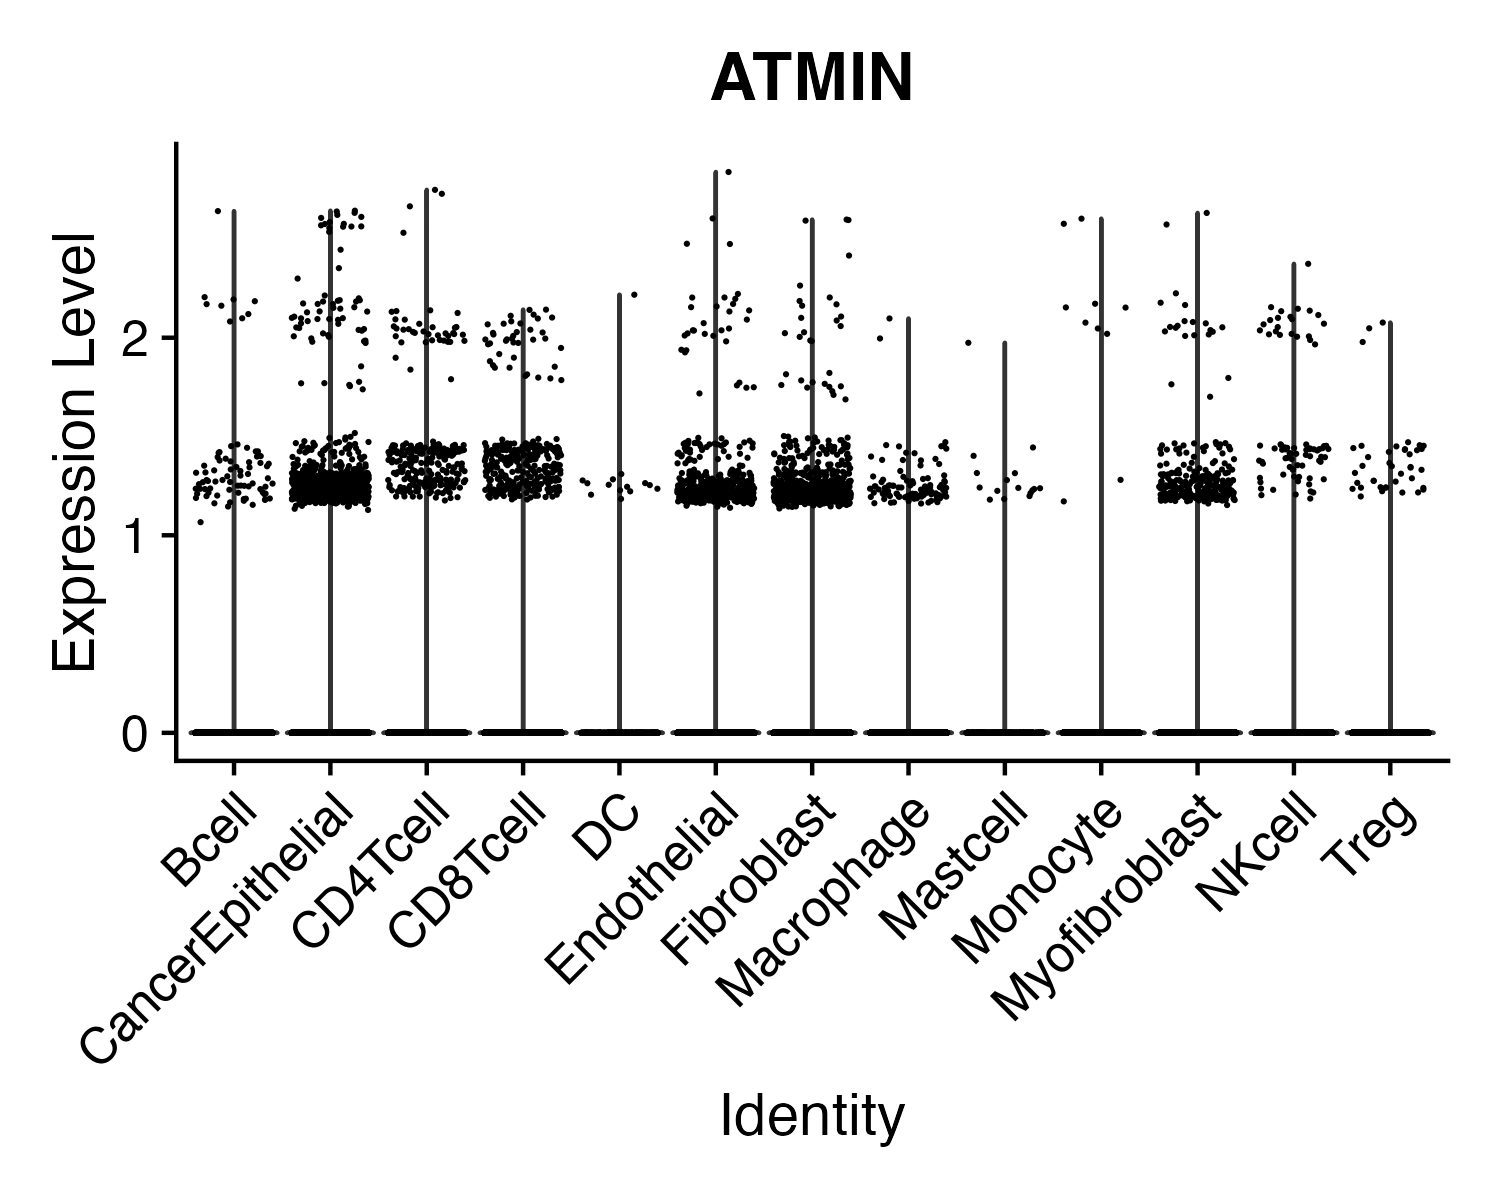 ATMIN
Expression Level
2
1
0
Bcell
CancerEpithelial
CD4Tcell
CD8Tcell
DC
Endothelial
Fibroblast
Macrophage
Mastcell
Monocyte
Myofibroblast
NKcell
Treg
Identity